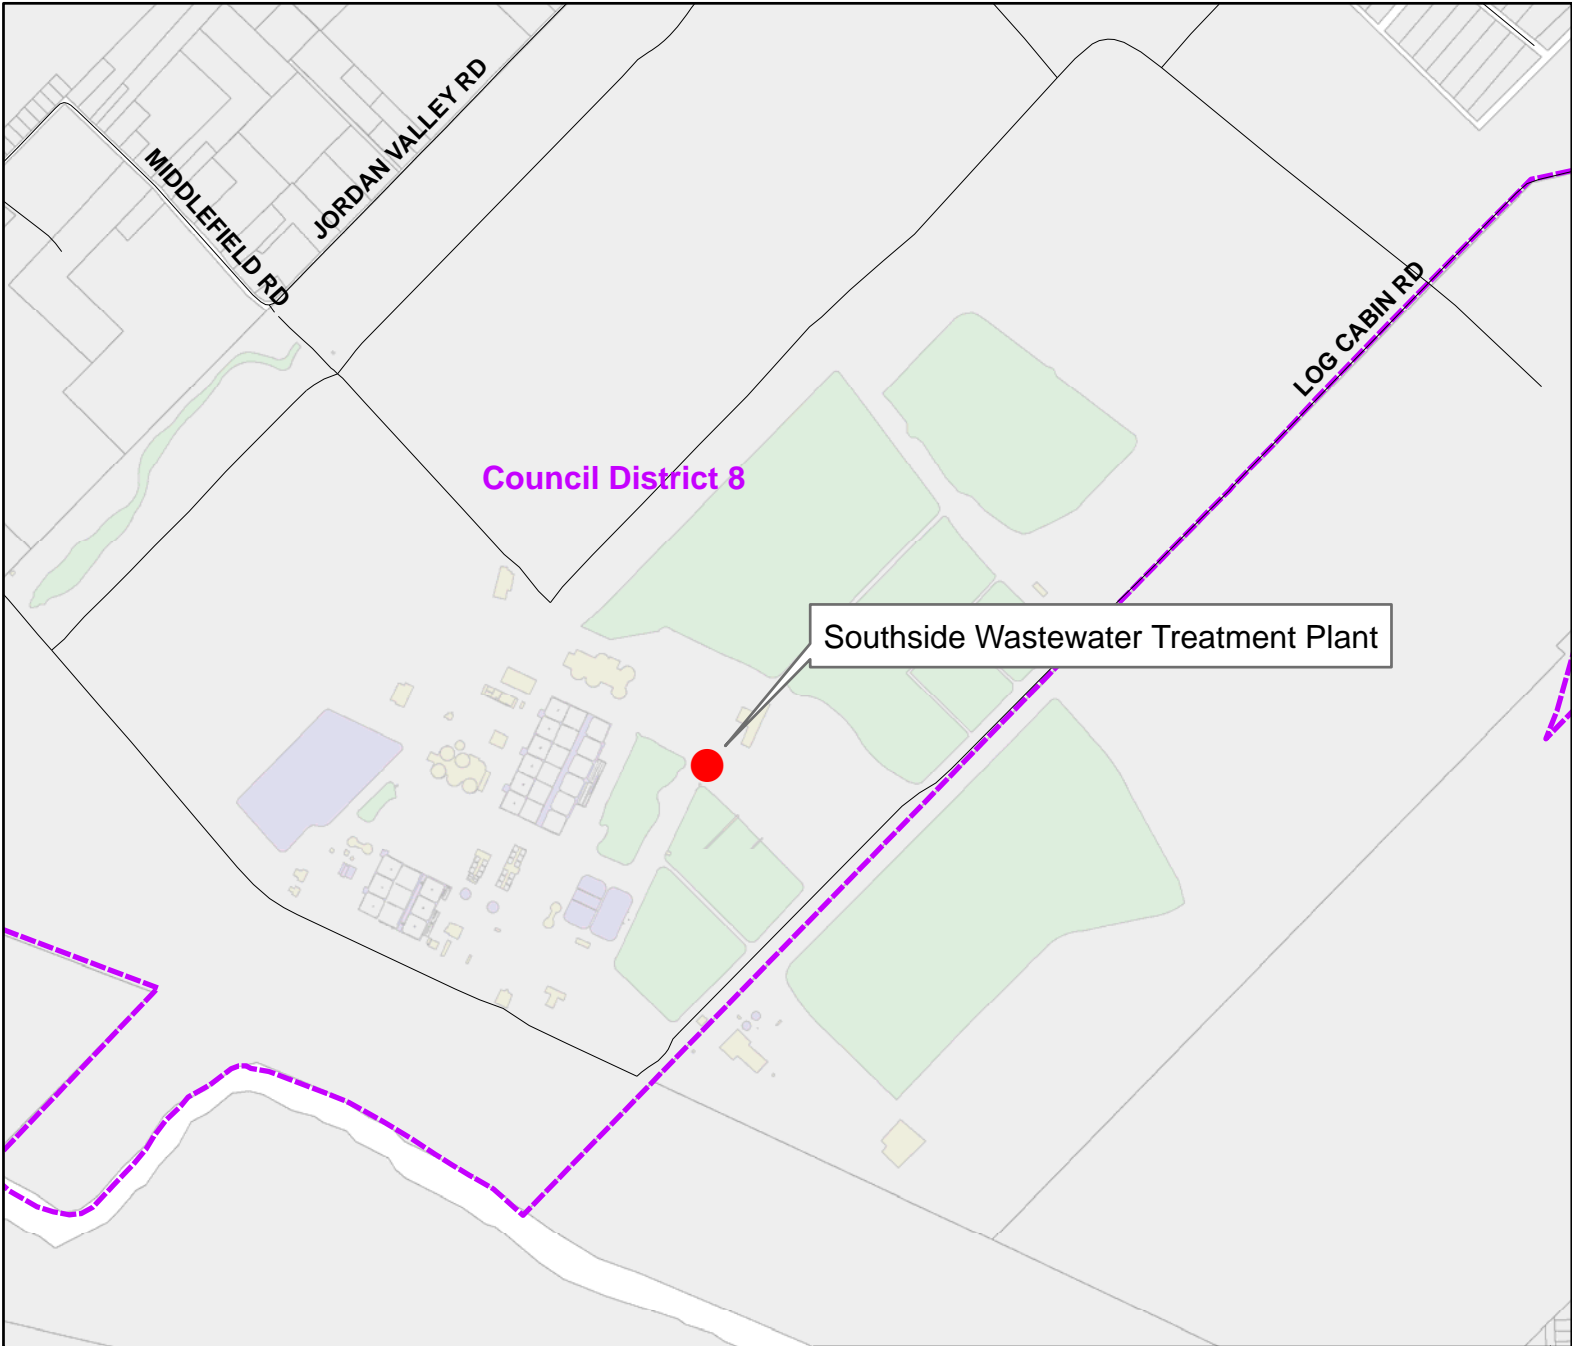 JORDAN VALLEY RD
MIDDLEFIELD RD
LOG CABIN RD
Council District 8
Southside Wastewater Treatment Plant